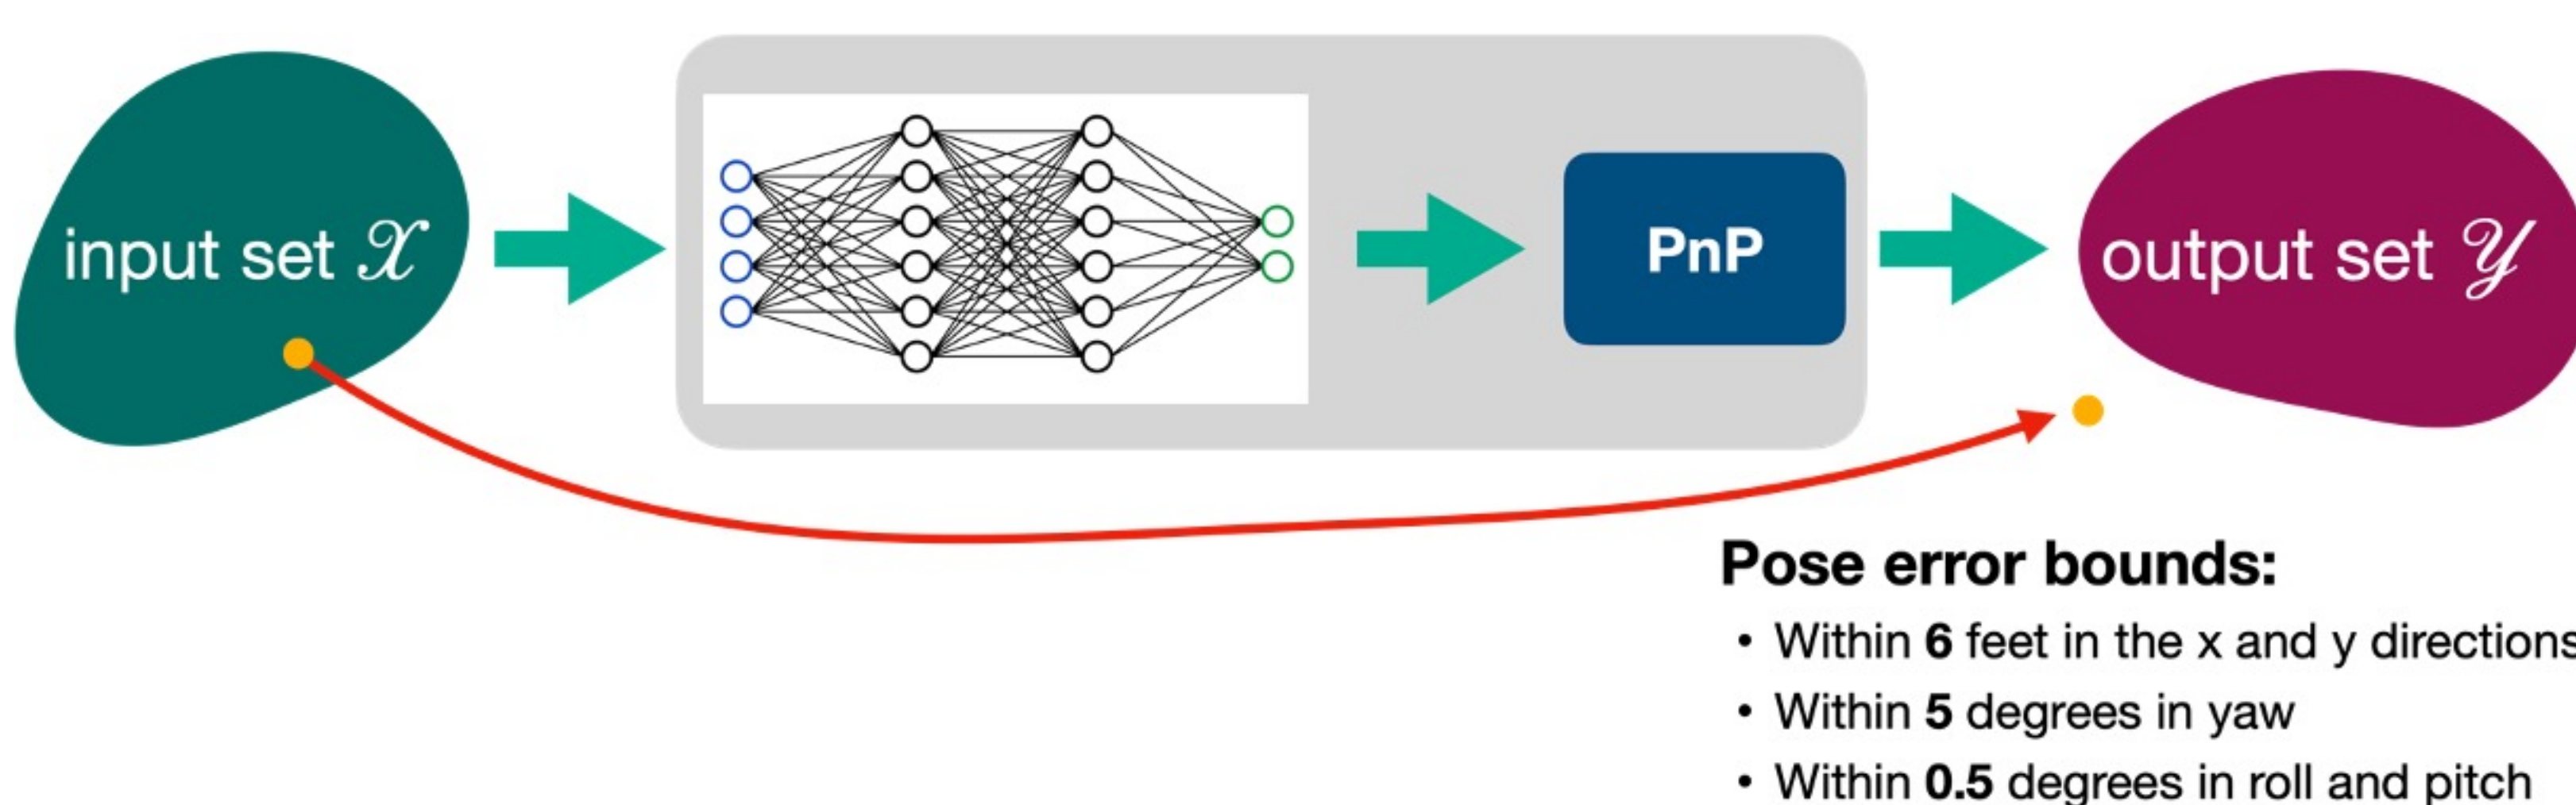 input set 𝒳
PnP
output set 𝒴
Pose error bounds:
• Within 6 feet in the x and y directions
• Within 5 degrees in yaw
• Within 0.5 degrees in roll and pitch